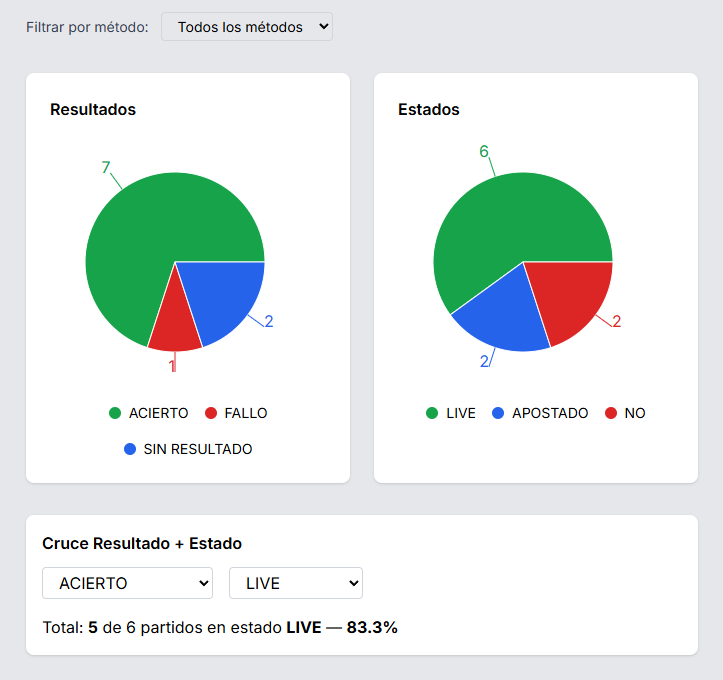 Filtrar por método: Todos los métodos
Resultados
7
2
1
ACIERTO FALLO
SIN RESULTADO
Estados
6
2
2
LIVE APOSTADO NO
Cruce Resultado + Estado
ACIERTO LIVE
Total: 5 de 6 partidos en estado LIVE — 83.3%